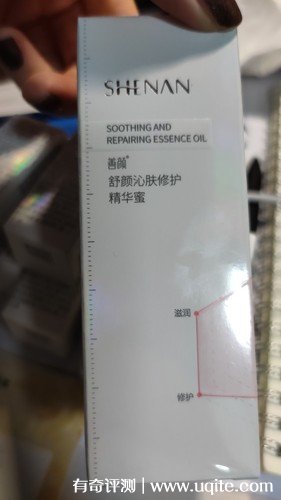 SHENAN
SOOTHING AND
REPAIRING ESSENCE OIL
善颜®
舒颜沁肤修护
精华蜜
滋润
修护
有奇评测 | www.uqite.com